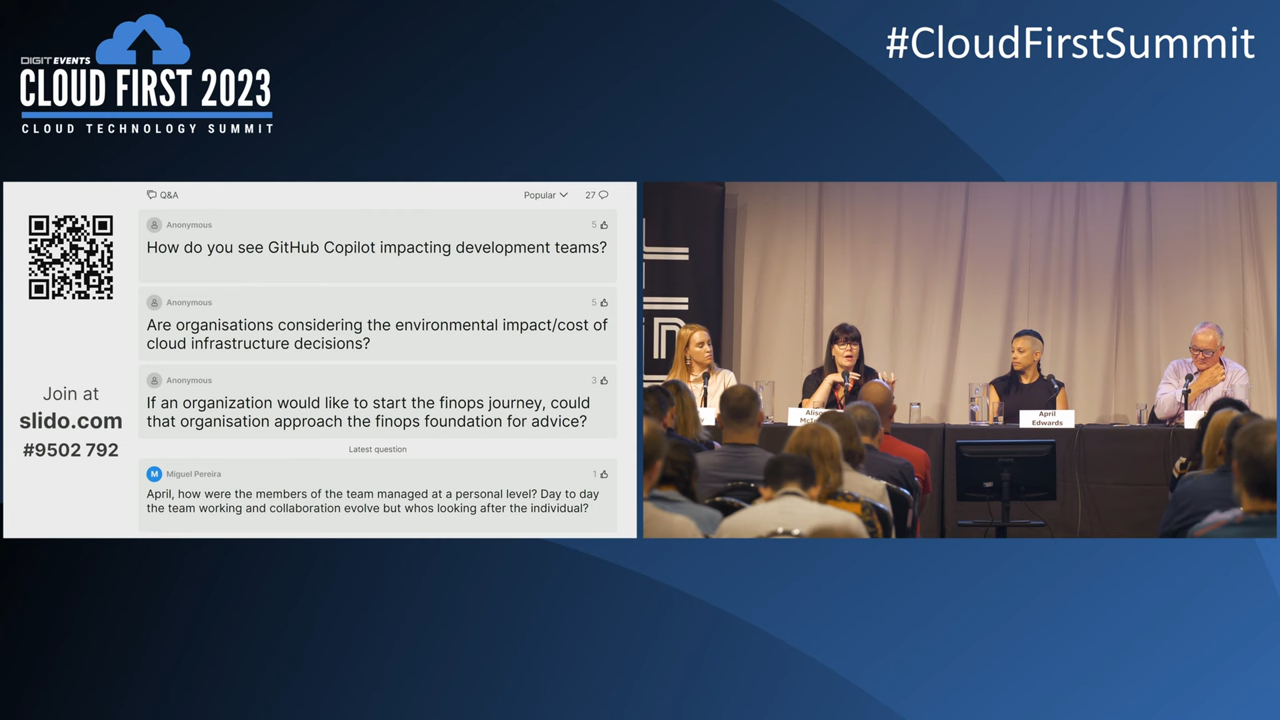 DIGIT EVENTS
CLOUD FIRST 2023
CLOUD TECHNOLOGY SUMMIT
#CloudFirstSummit
Q&A
Popular
27
Anonymous
5
How do you see GitHub Copilot impacting development teams?
Anonymous
5
Are organisations considering the environmental impact/cost of
cloud infrastructure decisions?
Anonymous
3
If an organization would like to start the finops journey, could
that organisation approach the finops foundation for advice?
Latest question
M
Miguel Pereira
1
April, how were the members of the team managed at a personal level? Day to day
the team working and collaboration evolve but whos looking after the individual?
Join at
slido.com
#9502 792
April
Edwards